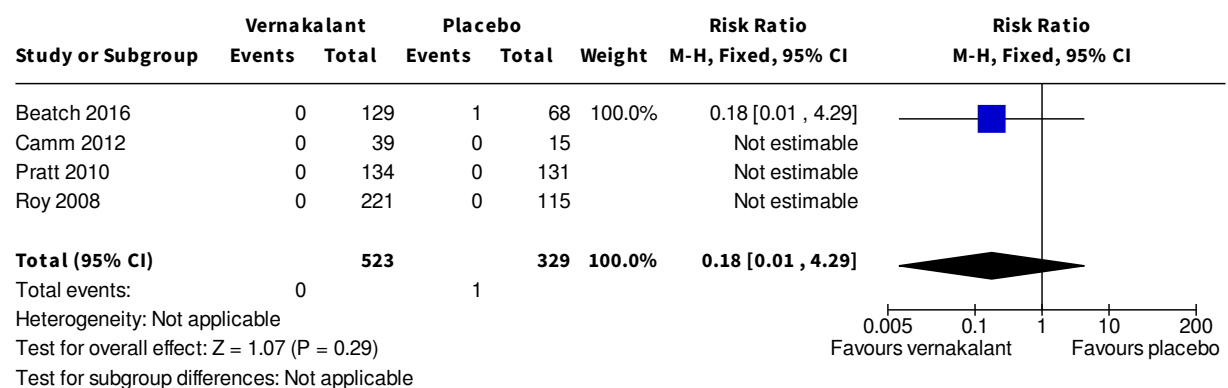 Vernakalant Placebo Risk Ratio Risk Ratio
Study or Subgroup Events Total Events Total Weight M-H, Fixed, 95% CI M-H, Fixed, 95% CI
Beatch 2016 0 129 1 68 100.0% 0.18 [0.01 , 4.29]
Camm 2012 0 39 0 15 Not estimable
Pratt 2010 0 134 0 131 Not estimable
Roy 2008 0 221 0 115 Not estimable
Total (95% CI) 523 329 100.0% 0.18 [0.01 , 4.29]
Total events: 0 1
Heterogeneity: Not applicable
0.005 0.1 1 10 200
Test for overall effect: Z = 1.07 (P = 0.29)
Favours vernakalant Favours placebo
Test for subgroup differences: Not applicable